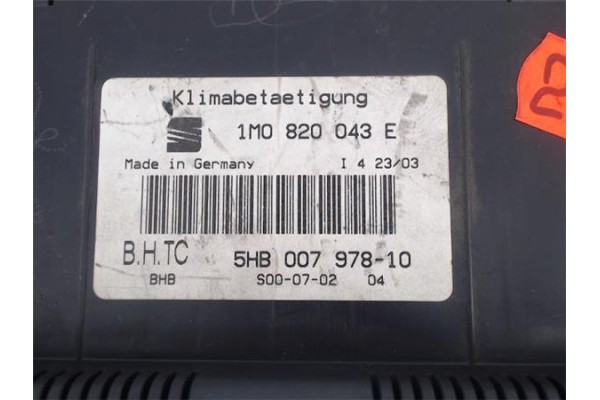 Klimabetaetigung
1M0 820 043 E
Made in Germany I 4 23/03
B.H.TC 5HB 007 978-10
BHB S00-07-02 04